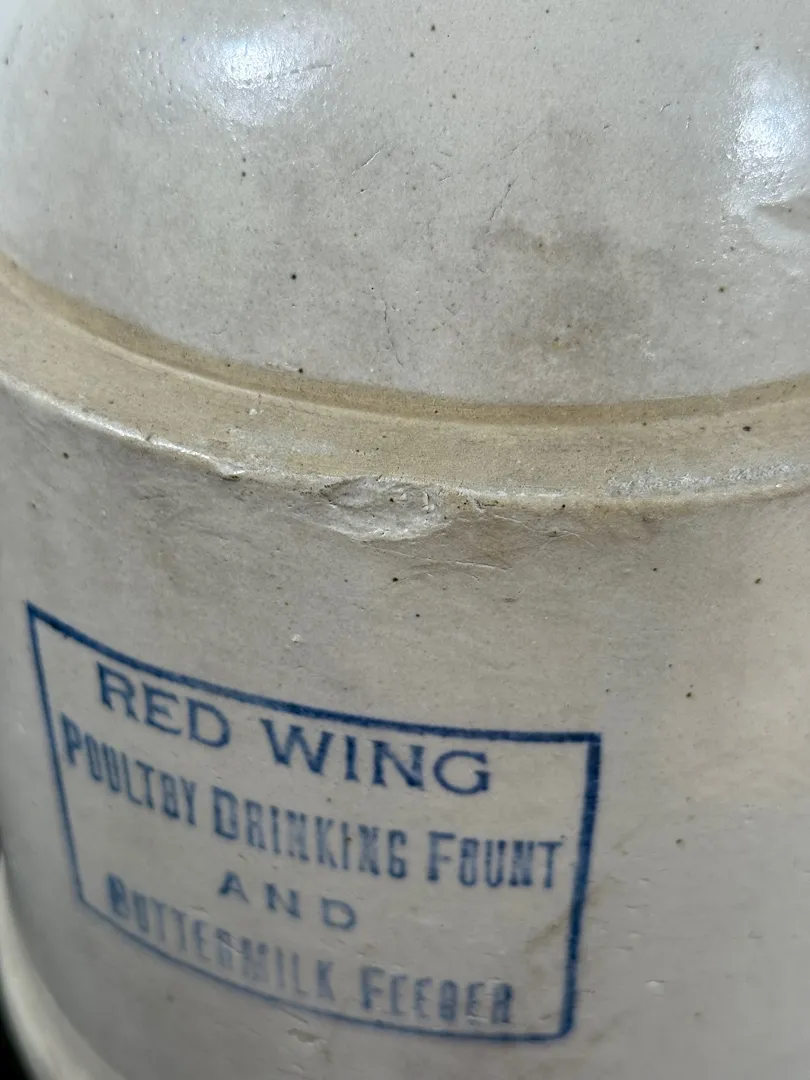 RED WING
POULTRY DRINKING FOUNT
AND
BUTTERMILK FEEDER